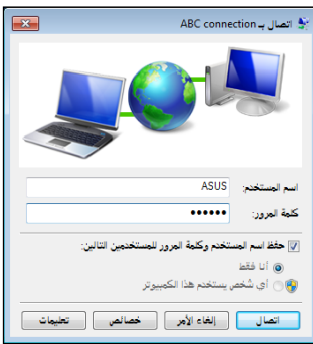 اتصال بـ ABC connection
اسم المستخدم: ASUS
كلمة المرور: ••••••
حفظ اسم المستخدم وكلمة المرور للمستخدمين التاليين:
أنا فقط
أي شخص يستخدم هذا الكمبيوتر
اتصال إلغاء الأمر خصائص تعليمات